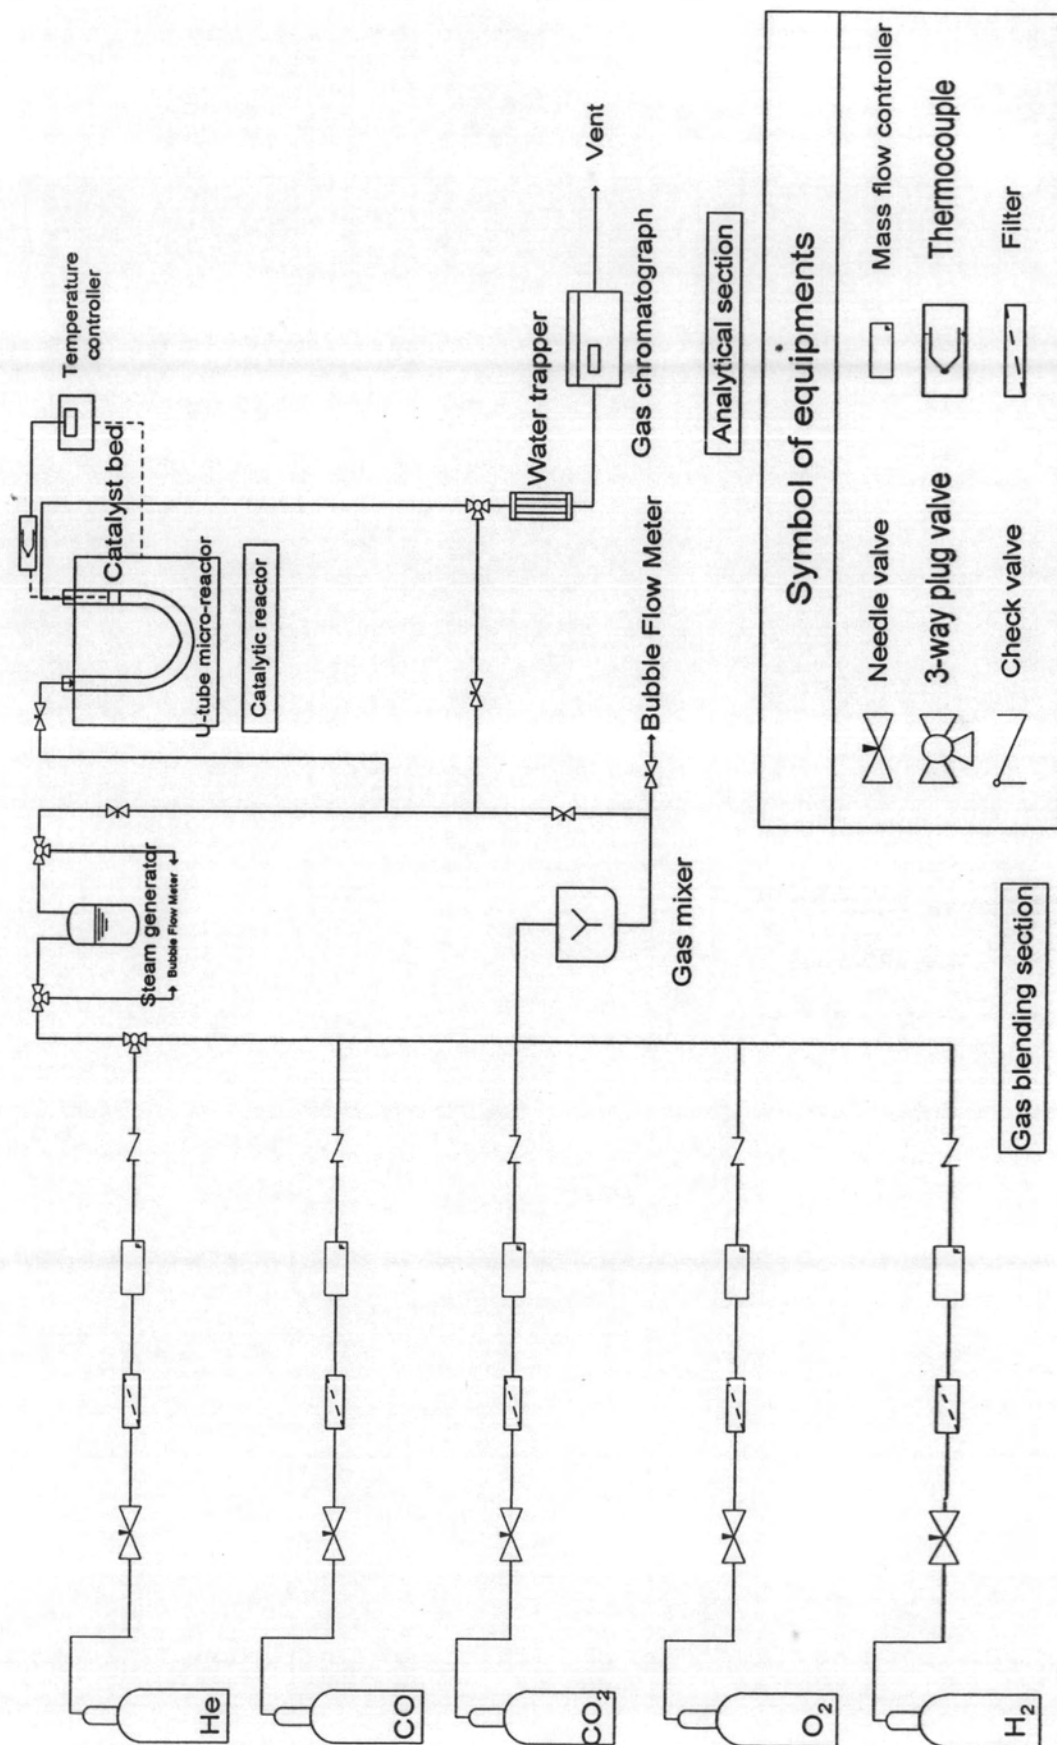 He
CO
CO₂
O₂
H₂
Steam generator
Bubble Flow Meter
Gas mixer
Bubble Flow Meter
Gas blending section
Temperature
controller
Catalyst bed
U-tube micro-reactor
Catalytic reactor
Water trapper
Vent
Gas chromatograph
Analytical section
Symbol of equipments
Needle valve
Mass flow controller
3-way plug valve
Thermocouple
Check valve
Filter